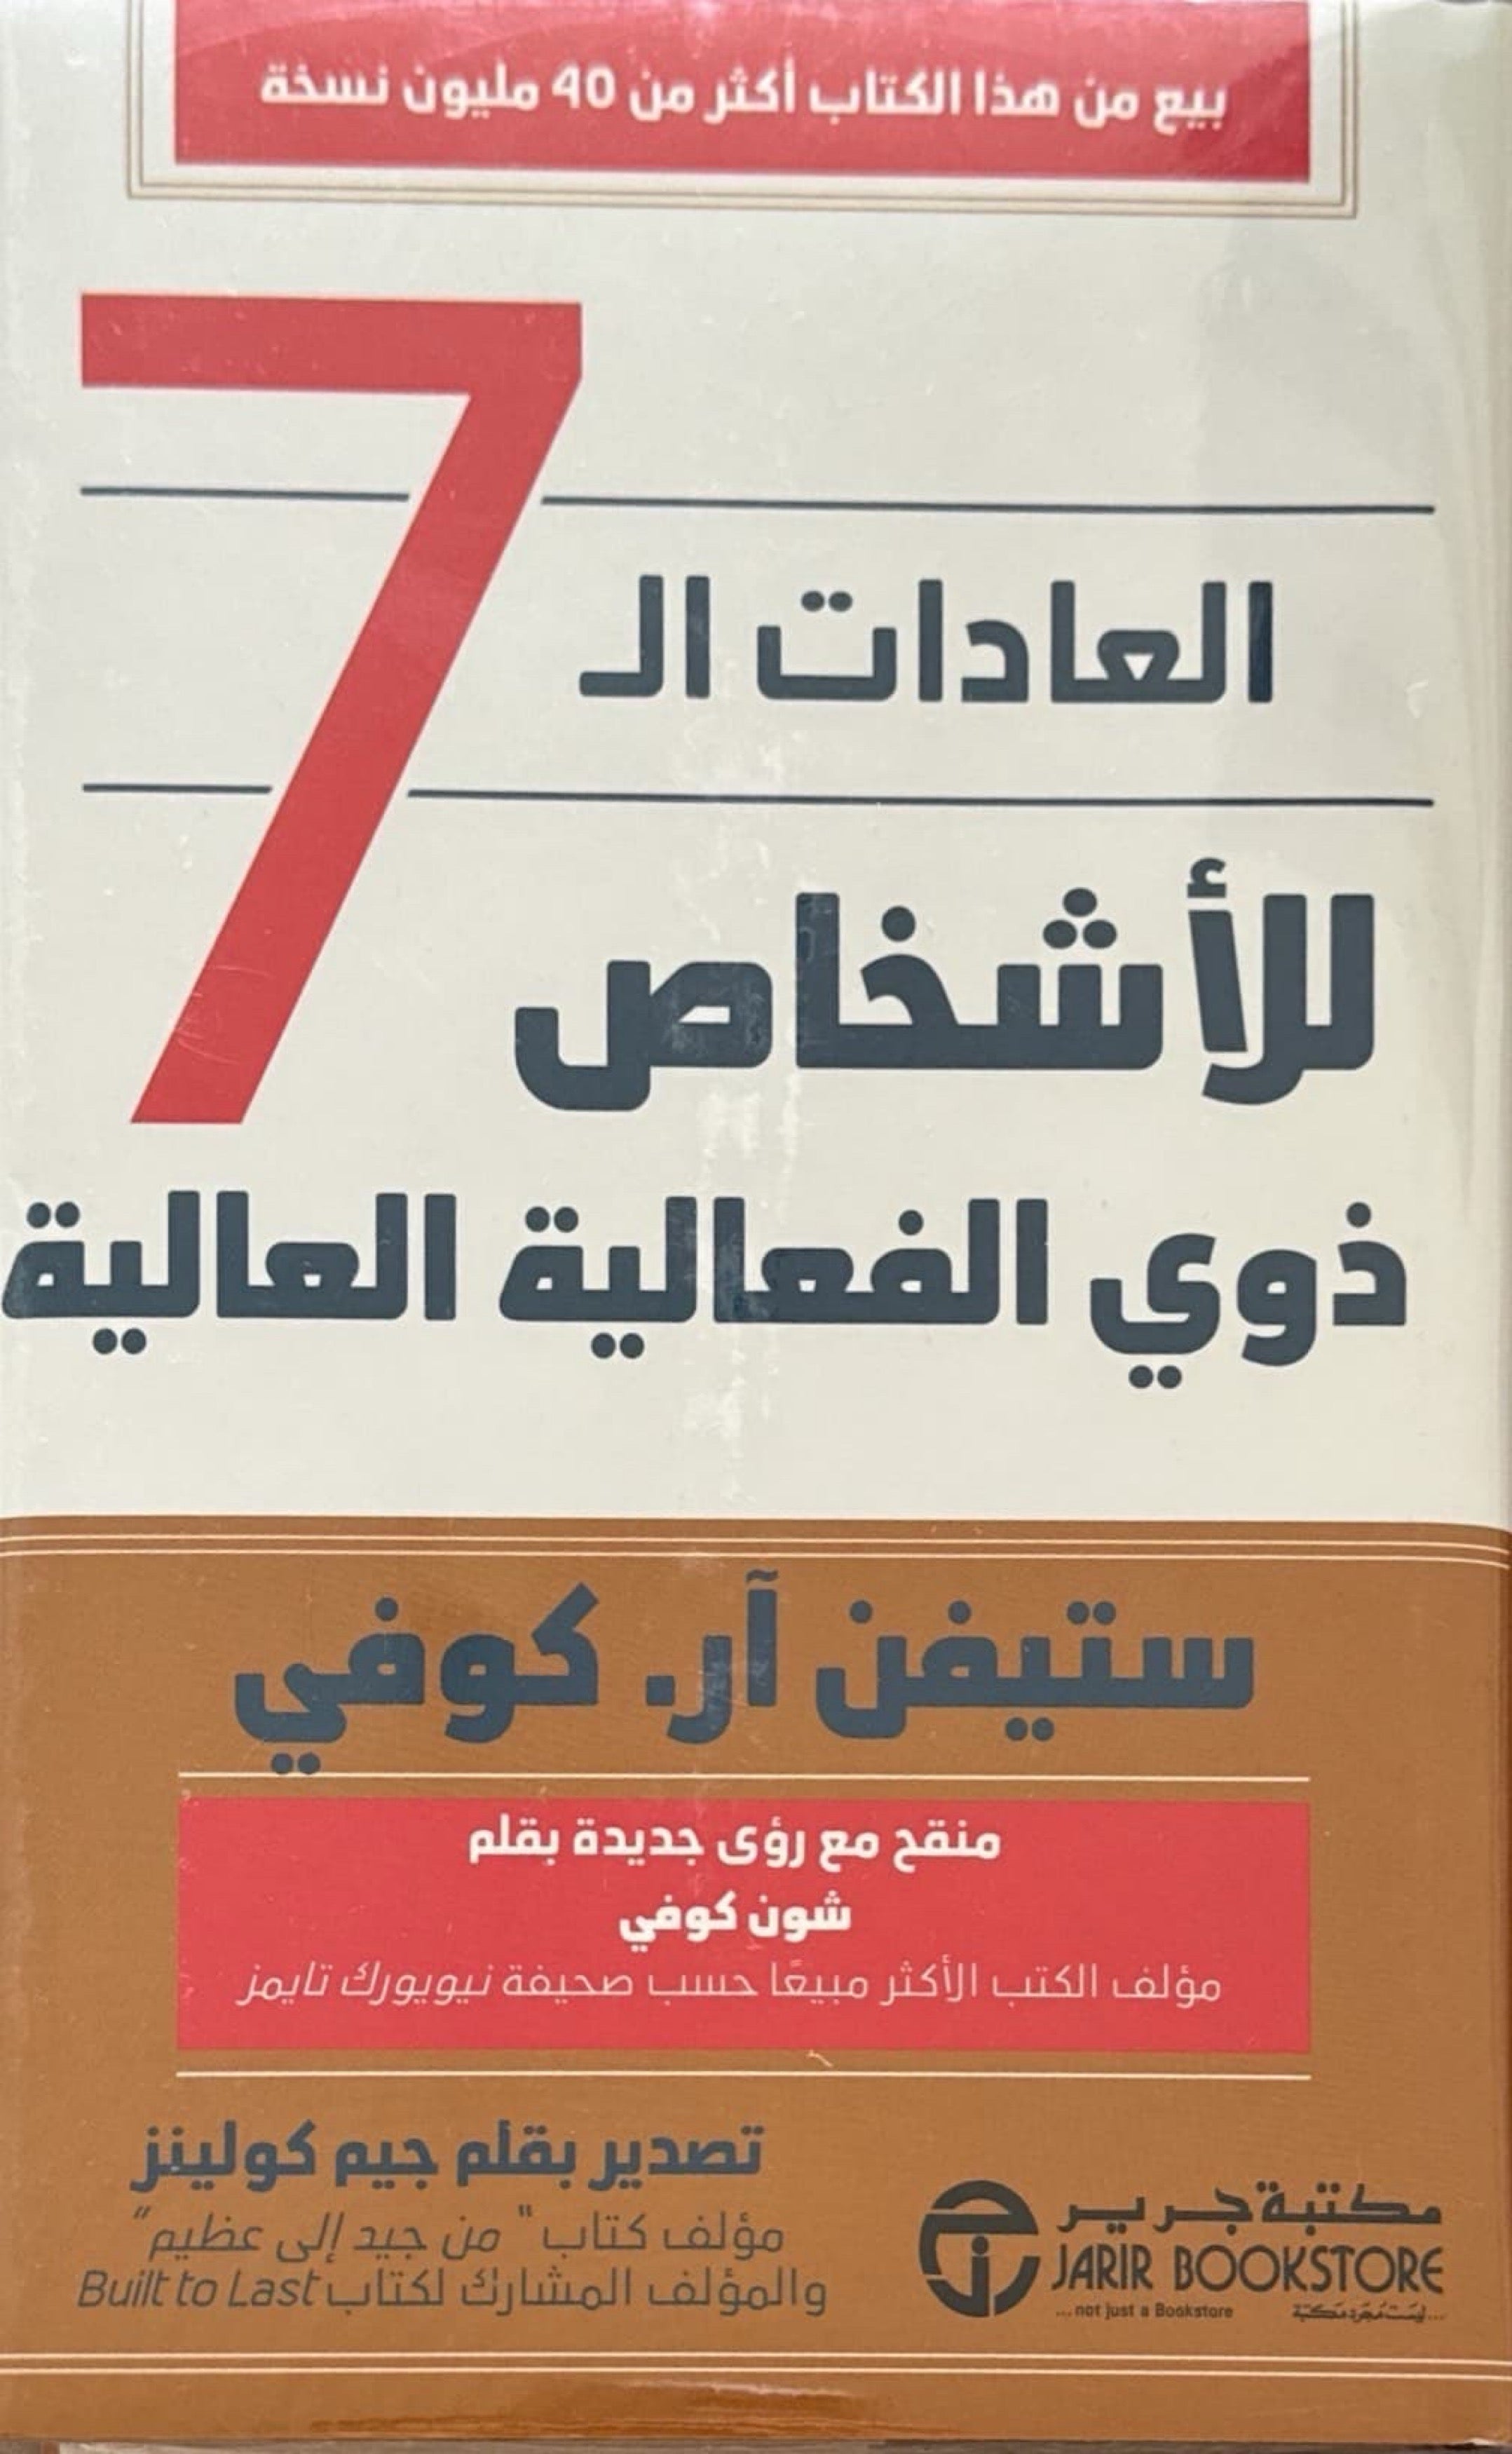 بيع من هذا الكتاب أكثر من 40 مليون نسخة
العادات الـ 7
للأشخاص
ذوي الفعالية العالية
ستيفن آر. كوفي
منقح مع رؤى جديدة بقلم
شون كوفي
مؤلف الكتب الأكثر مبيعًا حسب صحيفة نيويورك تايمز
تصدير بقلم جيم كولينز
مؤلف كتاب "من جيد إلى عظيم"
والمؤلف المشارك لكتاب Built to Last
مكتبة جرير
JARIR BOOKSTORE
...not just a Bookstore ...ليست مجرد مكتبة